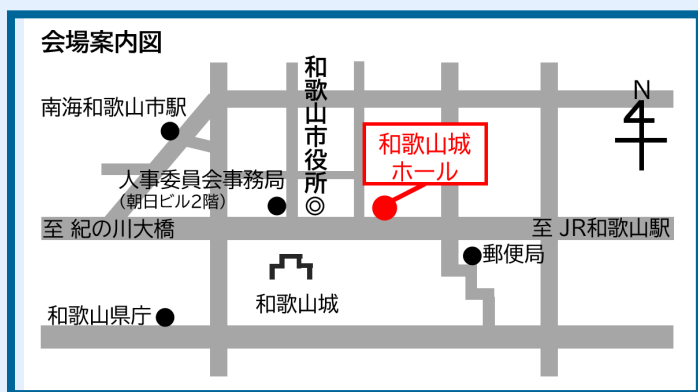 会場案内図
和歌山市役所
N
南海和歌山市駅
和歌山城
ホール
人事委員会事務局
(朝日ビル2階)
至 紀の川大橋
至 JR和歌山駅
郵便局
和歌山城
和歌山県庁